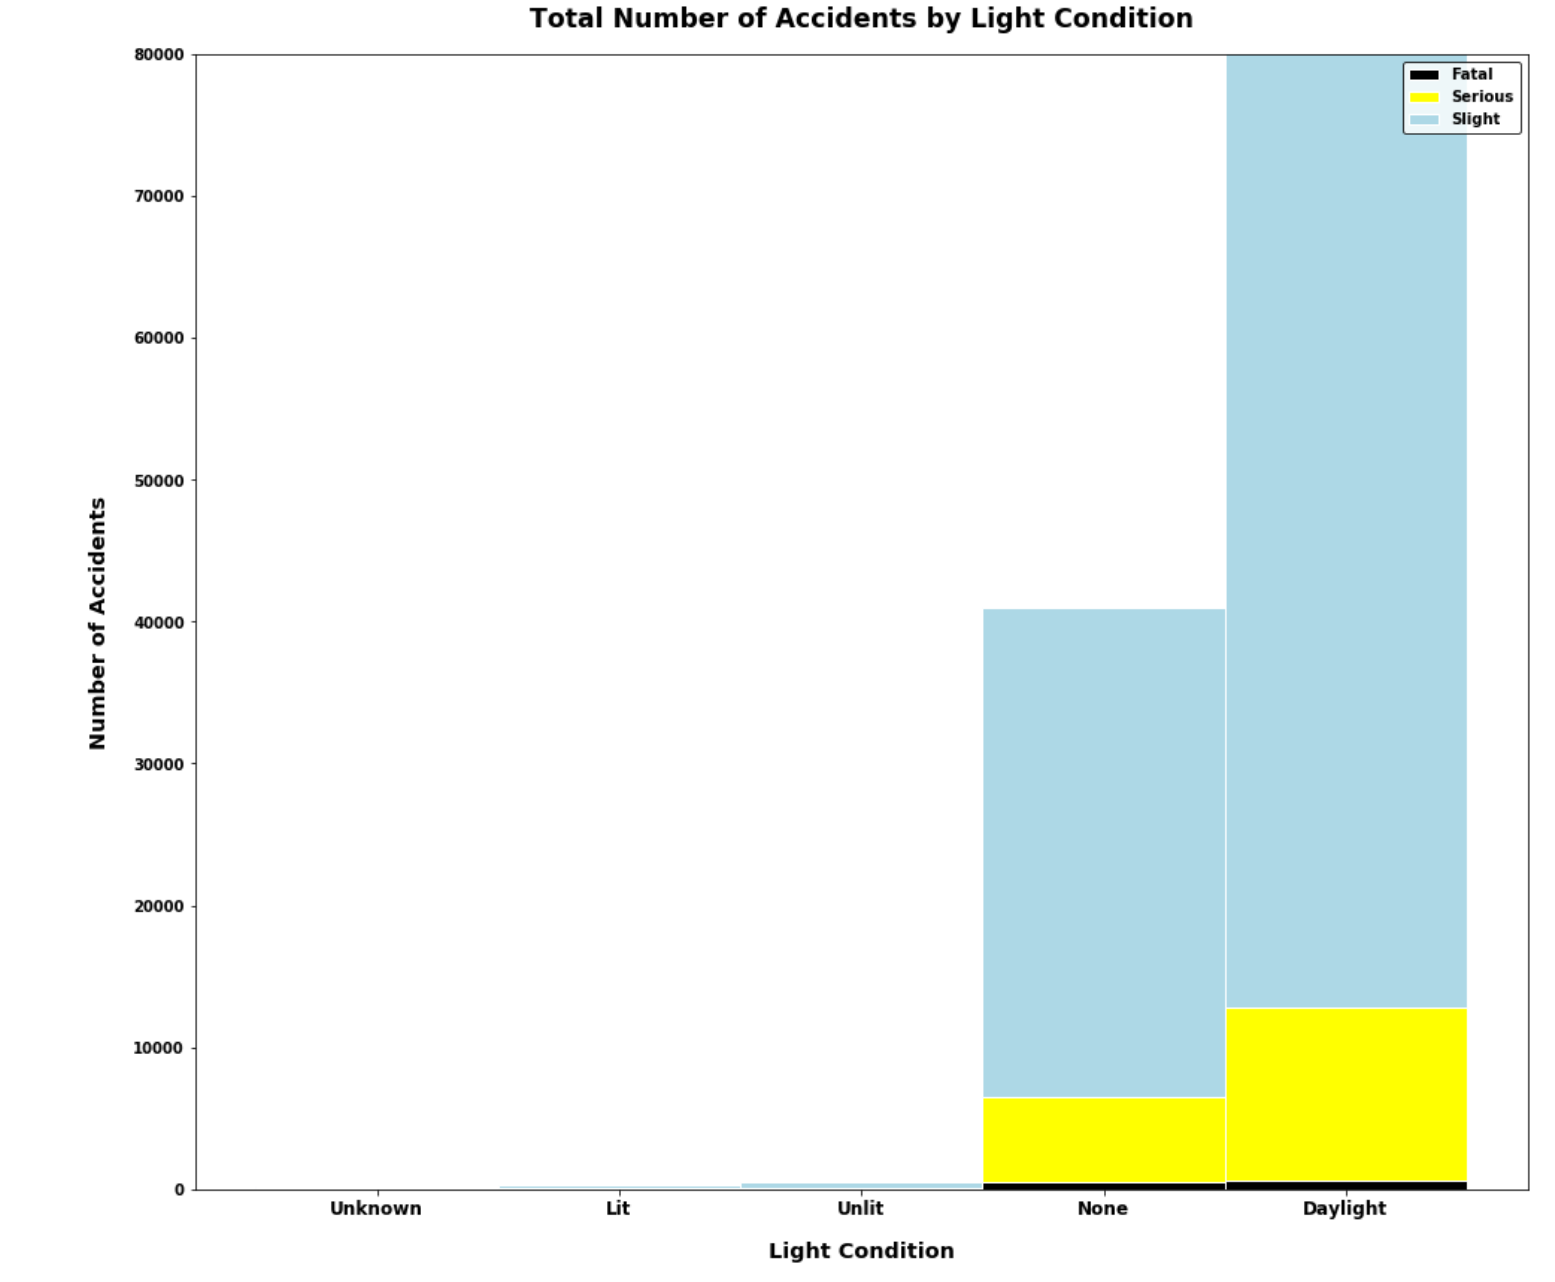 Total Number of Accidents by Light Condition
80000
70000
60000
50000
40000
30000
20000
10000
0
Number of Accidents
Fatal
Serious
Slight
Unknown Lit Unlit None Daylight
Light Condition